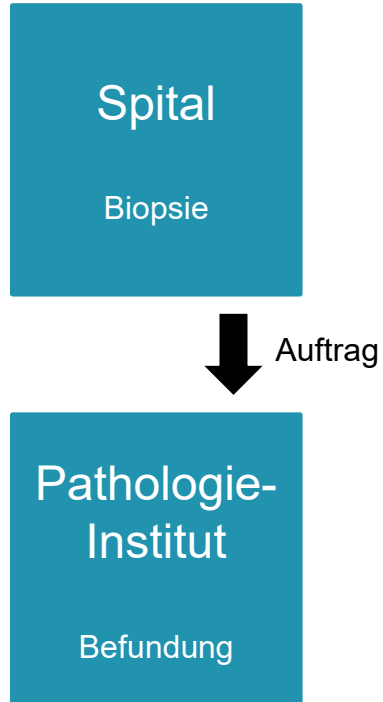 Spital
Biopsie
Auftrag
Pathologie-
Institut
Befundung